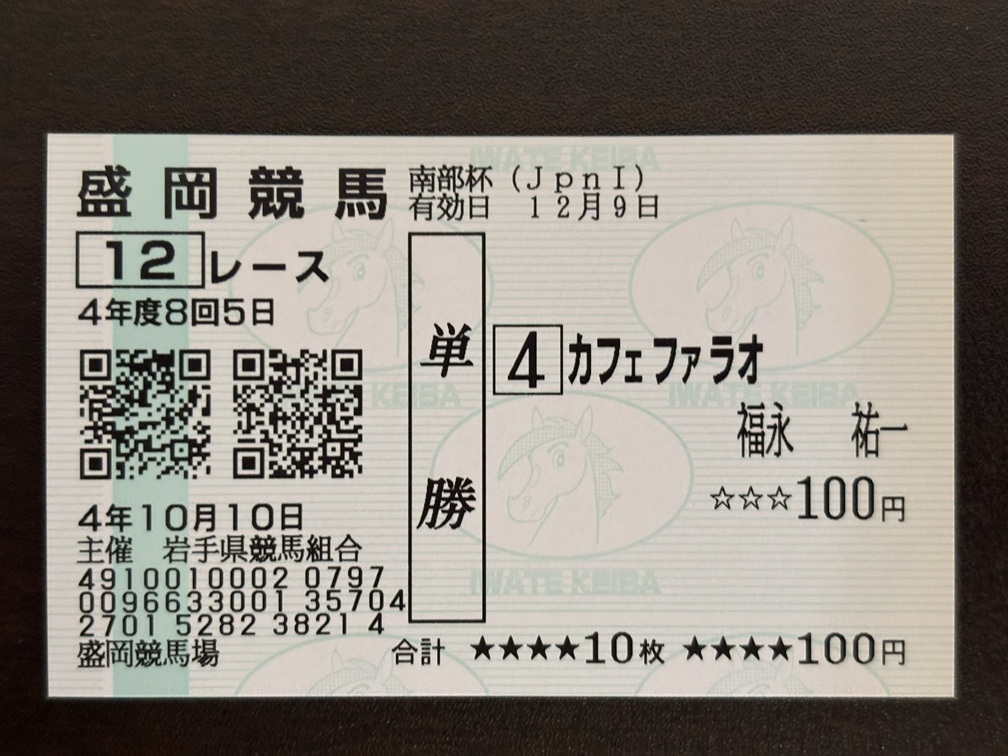 IWATE KEIBA
盛岡競馬
南部杯(JpnI)
有効日 12月9日
12レース
4年度8回5日
単勝
4 カフェファラオ
KEIBA
IWATE KEIBA
福永 祐一
☆☆☆100円
4年10月10日
主催 岩手県競馬組合
4910010002 0797
0096633001 35704
2701 5282 3821 4
IWATE KEIBA
盛岡競馬場
合計 ★★★★10枚 ★★★★100円